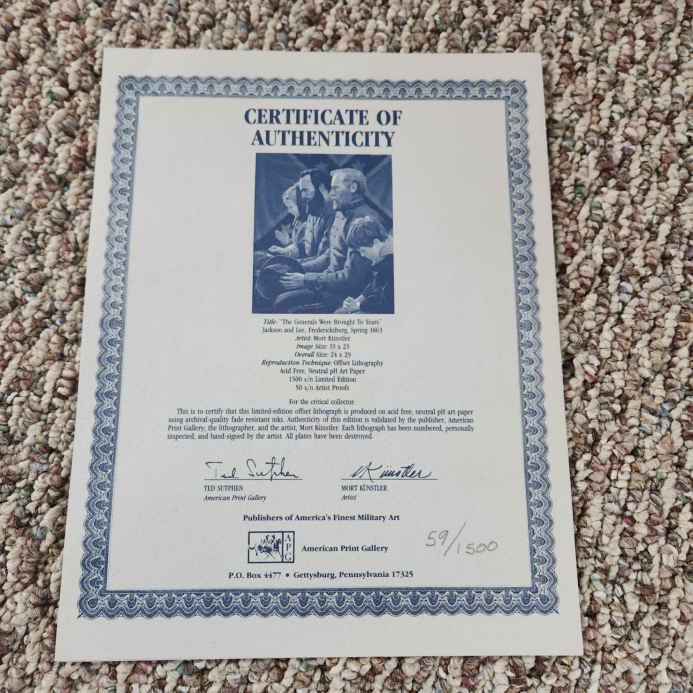 CERTIFICATE OF
AUTHENTICITY
Title: "The Generals Were Brought To Tears"
Jackson and Lee, Fredericksburg, Spring 1863
Artist: Mort Künstler
Image Size: 33 x 23
Overall Size: 24 x 29
Reproduction Technique: Offset Lithography
Acid Free, Neutral pH Art Paper
1500 s/n Limited Edition
50 s/n Artist Proofs
For the critical collector
This is to certify that this limited-edition offset lithograph is produced on acid free, neutral pH art paper
using archival-quality fade resistant inks. Authenticity of this edition is validated by the publisher, American
Print Gallery, the lithographer, and the artist, Mort Künstler. Each lithograph has been numbered, personally
inspected, and hand-signed by the artist. All plates have been destroyed.
Ted Sutphen MKünstler
TED SUTPHEN MORT KÜNSTLER
American Print Gallery Artist
Publishers of America's Finest Military Art
APG American Print Gallery 59/1500
P.O. Box 4477 • Gettysburg, Pennsylvania 17325